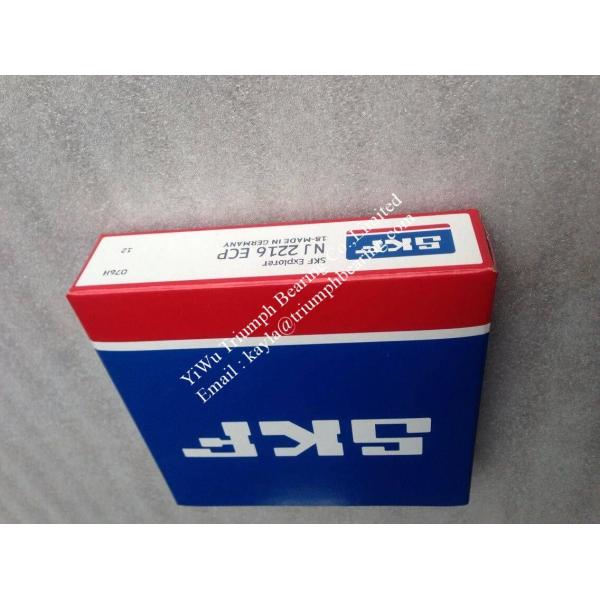 SKF
SKF Explorer
NJ 2216 ECP
18-MADE IN GERMANY
12
076H
SKF
YiWu Triumph Bearing Co., Limited
Email : kayla@triumphbearing.com